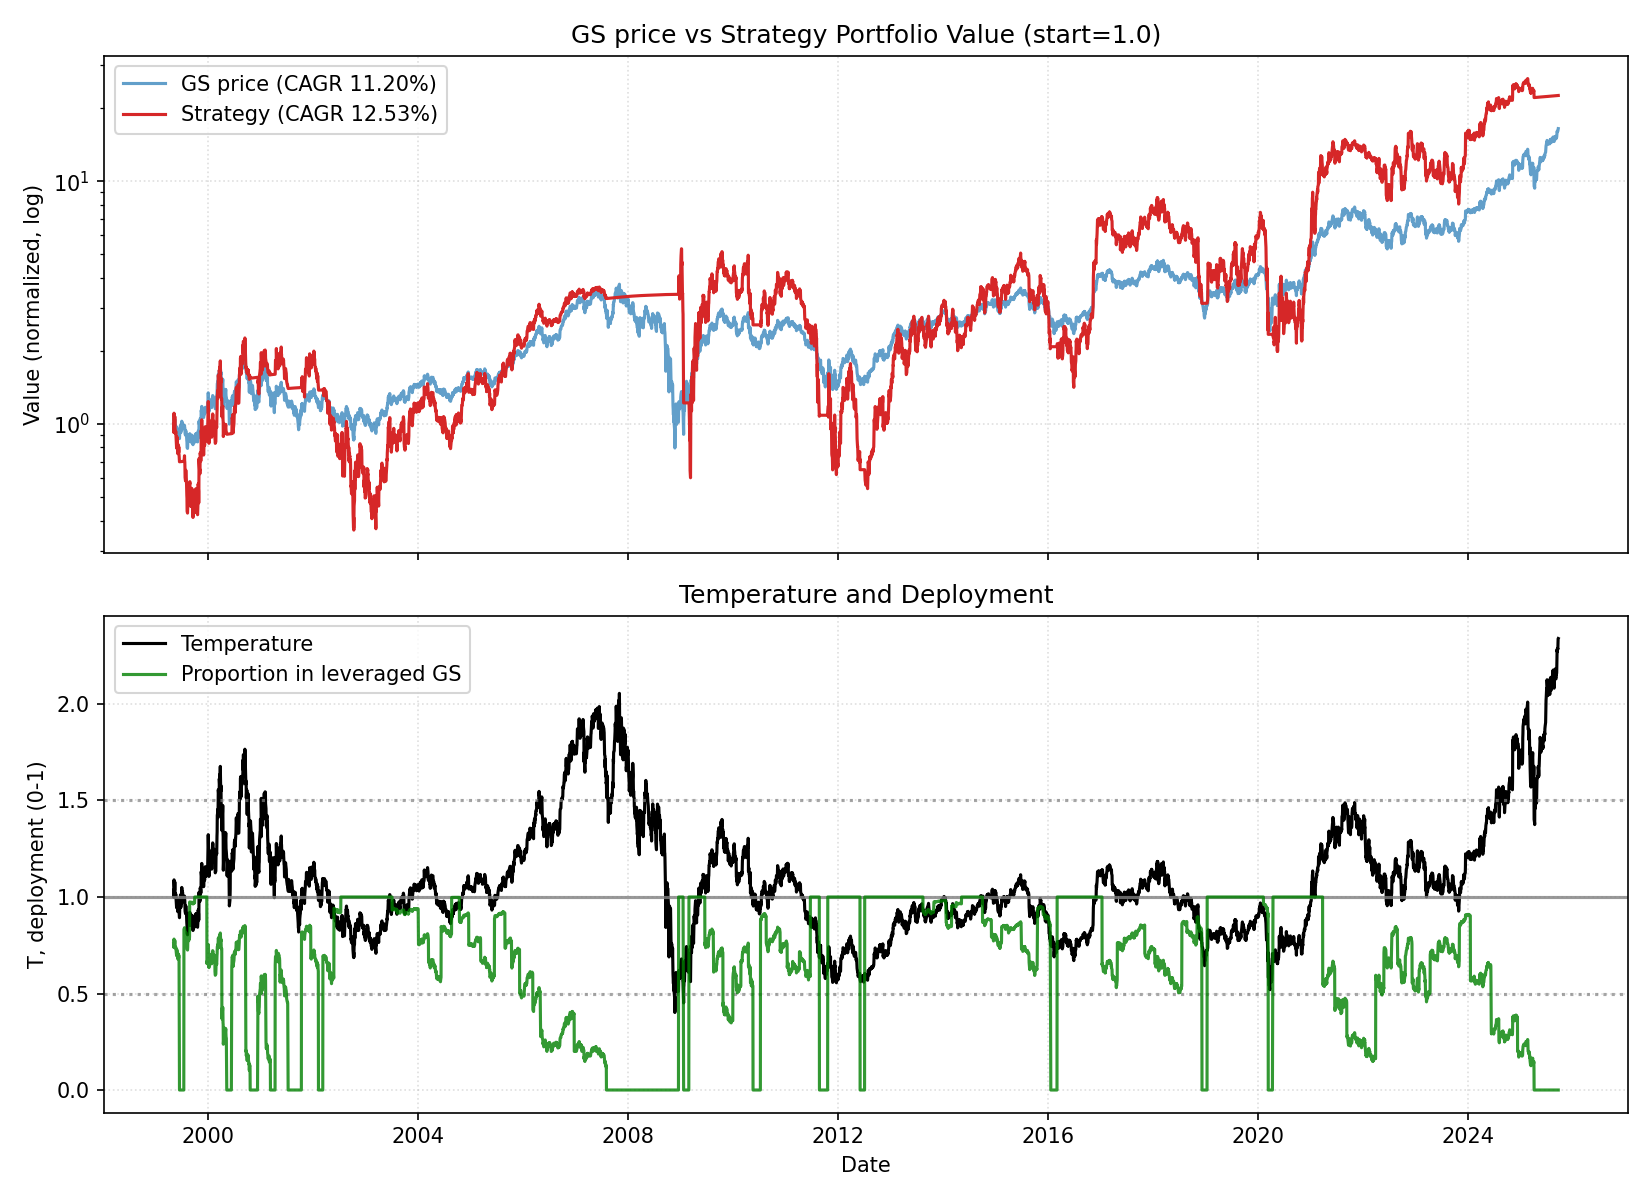 GS price vs Strategy Portfolio Value (start=1.0)
GS price (CAGR 11.20%)
Strategy (CAGR 12.53%)
Value (normalized, log)
10¹
10⁰
Temperature and Deployment
Temperature
Proportion in leveraged GS
T, deployment (0-1)
2.0
1.5
1.0
0.5
0.0
2000 2004 2008 2012 2016 2020 2024
Date